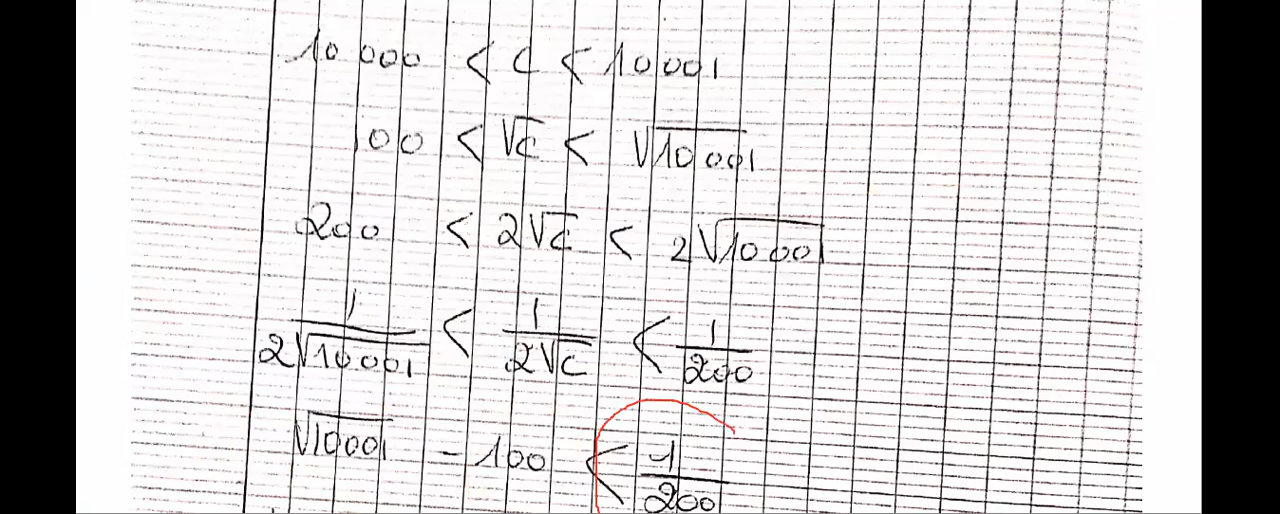 10 000 < c < 10001
100 < √c < √10001
200 < 2√c < 2√10001
1/(2√10001) < 1/(2√c) < 1/200
√10001 - 100 < 1/200